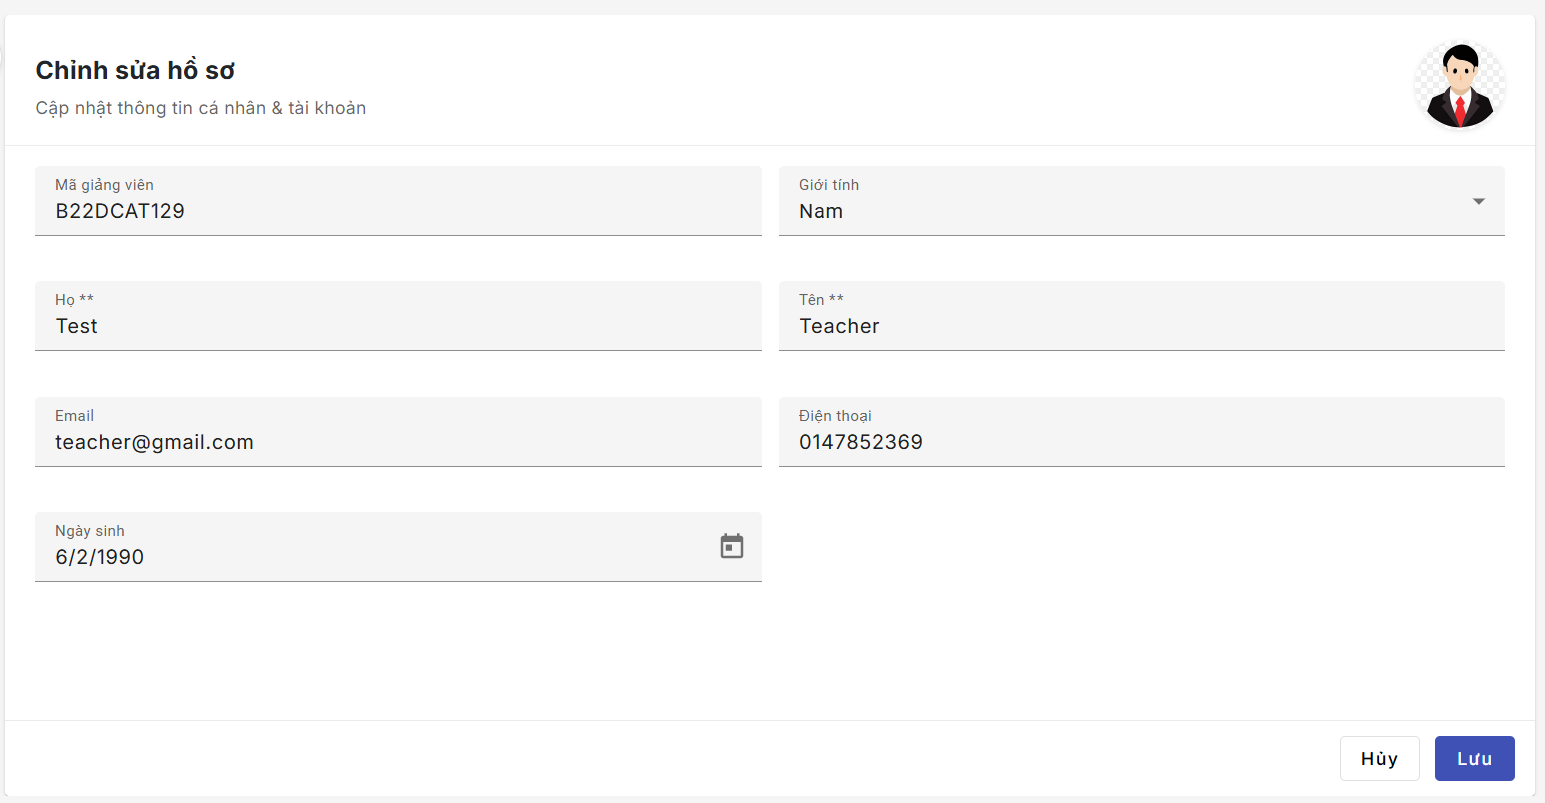 Chỉnh sửa hồ sơ
Cập nhật thông tin cá nhân & tài khoản
Mã giảng viên
B22DCAT129
Giới tính
Nam
Họ **
Test
Tên **
Teacher
Email
teacher@gmail.com
Điện thoại
0147852369
Ngày sinh
6/2/1990
Hủy
Lưu